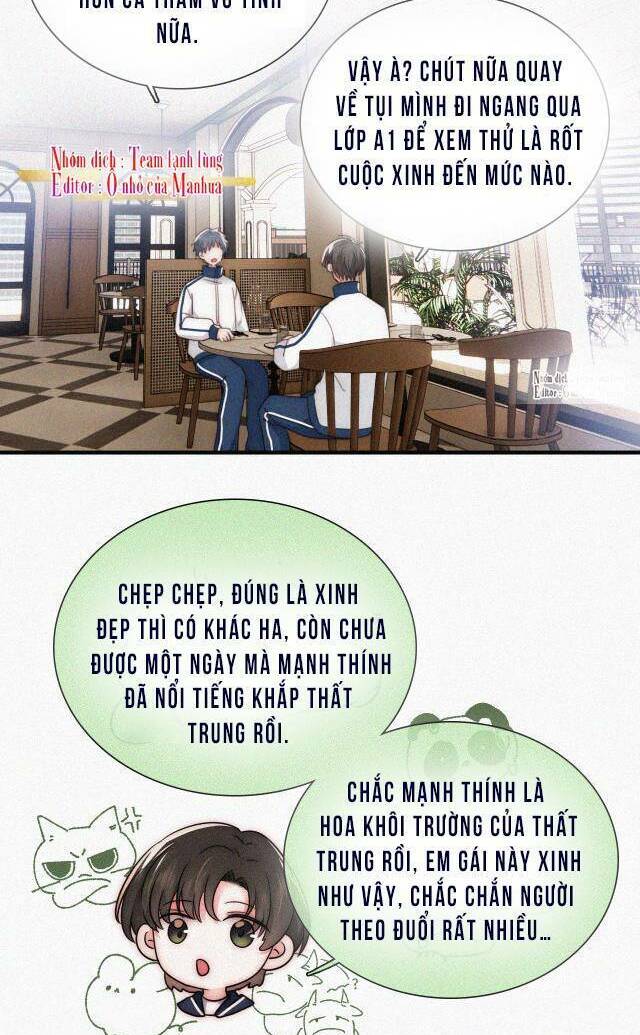 NỮA.
VẬY À? CHÚT NỮA QUAY
VỀ TỤI MÌNH ĐI NGANG QUA
LỚP A1 ĐỂ XEM THỬ LÀ RỐT
CUỘC XINH ĐẾN MỨC NÀO.
Nhóm dịch : Team lạnh lùng
Editor : Ô nhỏ của Manhua
Nhóm dịch
Editor :
CHẸP CHẸP, ĐÚNG LÀ XINH
ĐẸP THÌ CÓ KHÁC HA, CÒN CHƯA
ĐƯỢC MỘT NGÀY MÀ MẠNH THÍNH
ĐÃ NỔI TIẾNG KHẮP THẤT
TRUNG RỒI.
CHẮC MẠNH THÍNH LÀ
HOA KHÔI TRƯỜNG CỦA THẤT
TRUNG RỒI, EM GÁI NÀY XINH
NHƯ VẬY, CHẮC CHẮN NGƯỜI
THEO ĐUỔI RẤT NHIỀU...